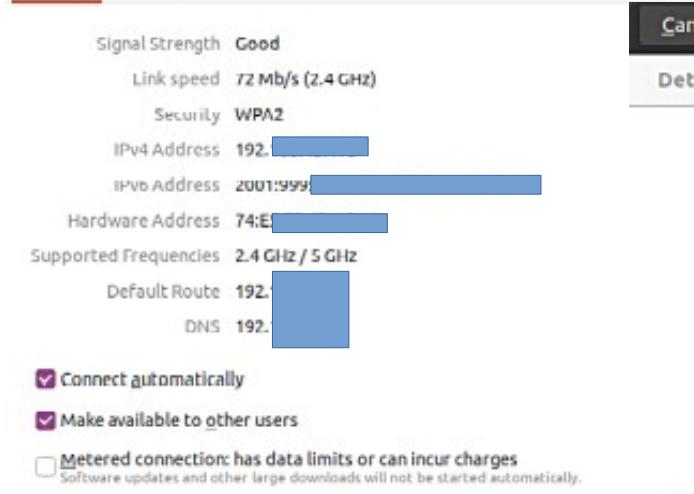 Signal Strength Good
Link speed 72 Mb/s (2.4 GHz)
Security WPA2
IPv4 Address 192.
IPv6 Address 2001:999:
Hardware Address 74:E
Supported Frequencies 2.4 GHz / 5 GHz
Default Route 192.
DNS 192.
Connect automatically
Make available to other users
Metered connection: has data limits or can incur charges
Software updates and other large downloads will not be started automatically.
Can
Det